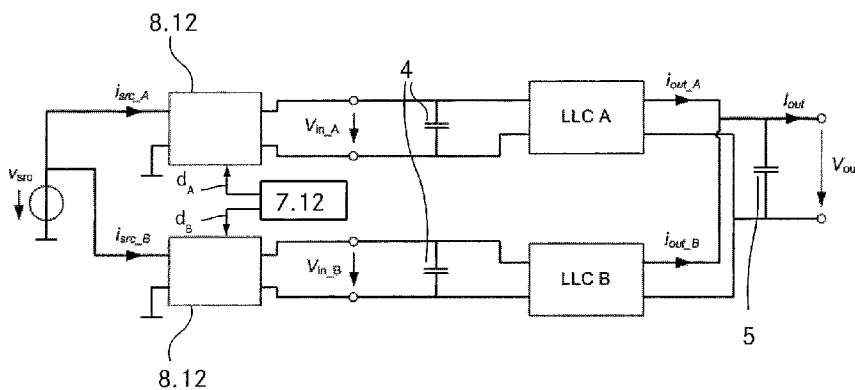 8.12
i_src_A
4
i_out_A
I_out
V_in_A
LLC A
d_A
v_src
7.12
V_ou
d_B
i_src_B
V_in_B
LLC B
i_out_B
8.12
5